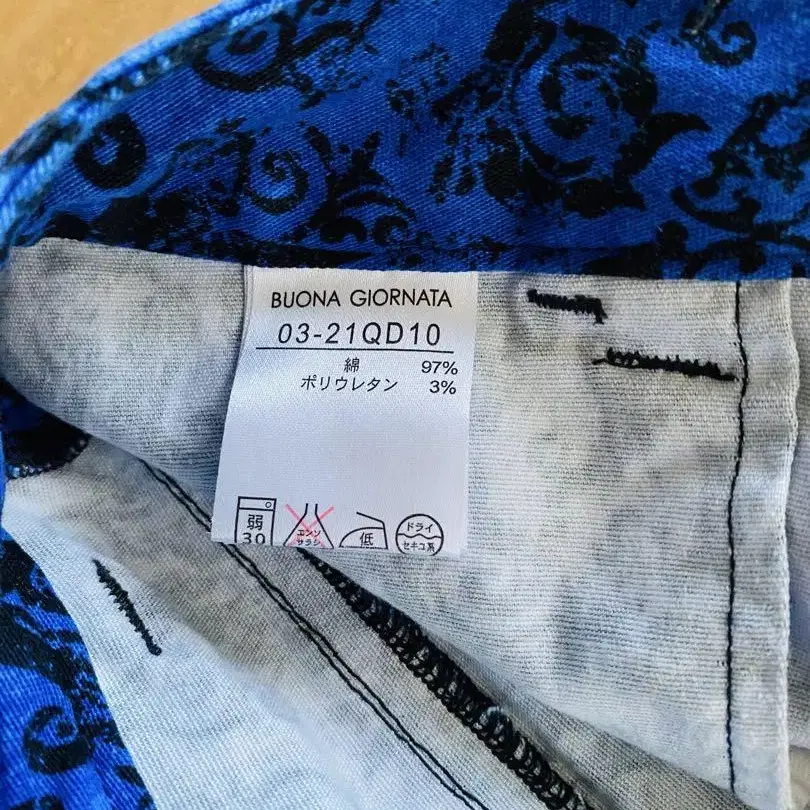 BUONA GIORNATA
03-21QD10
綿 97%
ポリウレタン 3%
弱 エンソ 低 ドライ
30 サラシ セキユ系